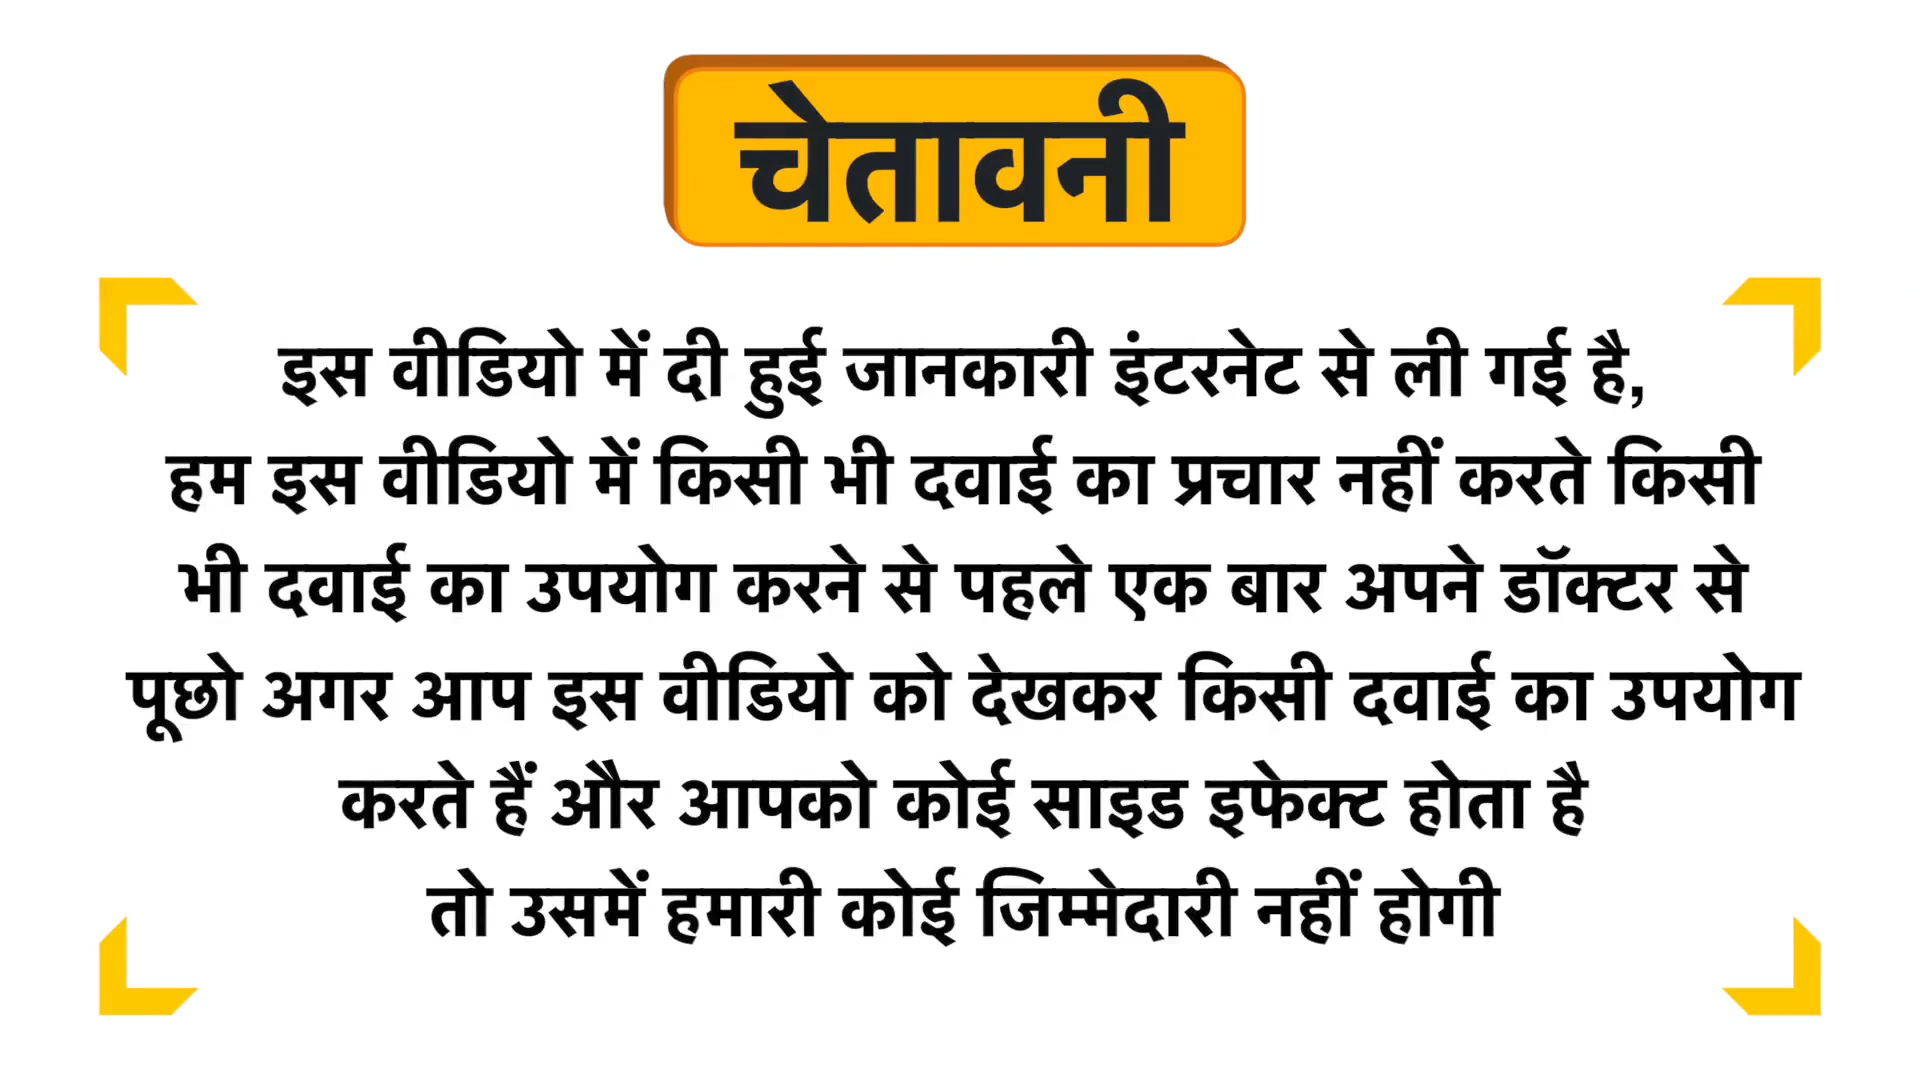 चेतावनी
इस वीडियो में दी हुई जानकारी इंटरनेट से ली गई है,
हम इस वीडियो में किसी भी दवाई का प्रचार नहीं करते किसी
भी दवाई का उपयोग करने से पहले एक बार अपने डॉक्टर से
पूछो अगर आप इस वीडियो को देखकर किसी दवाई का उपयोग
करते हैं और आपको कोई साइड इफेक्ट होता है
तो उसमें हमारी कोई जिम्मेदारी नहीं होगी